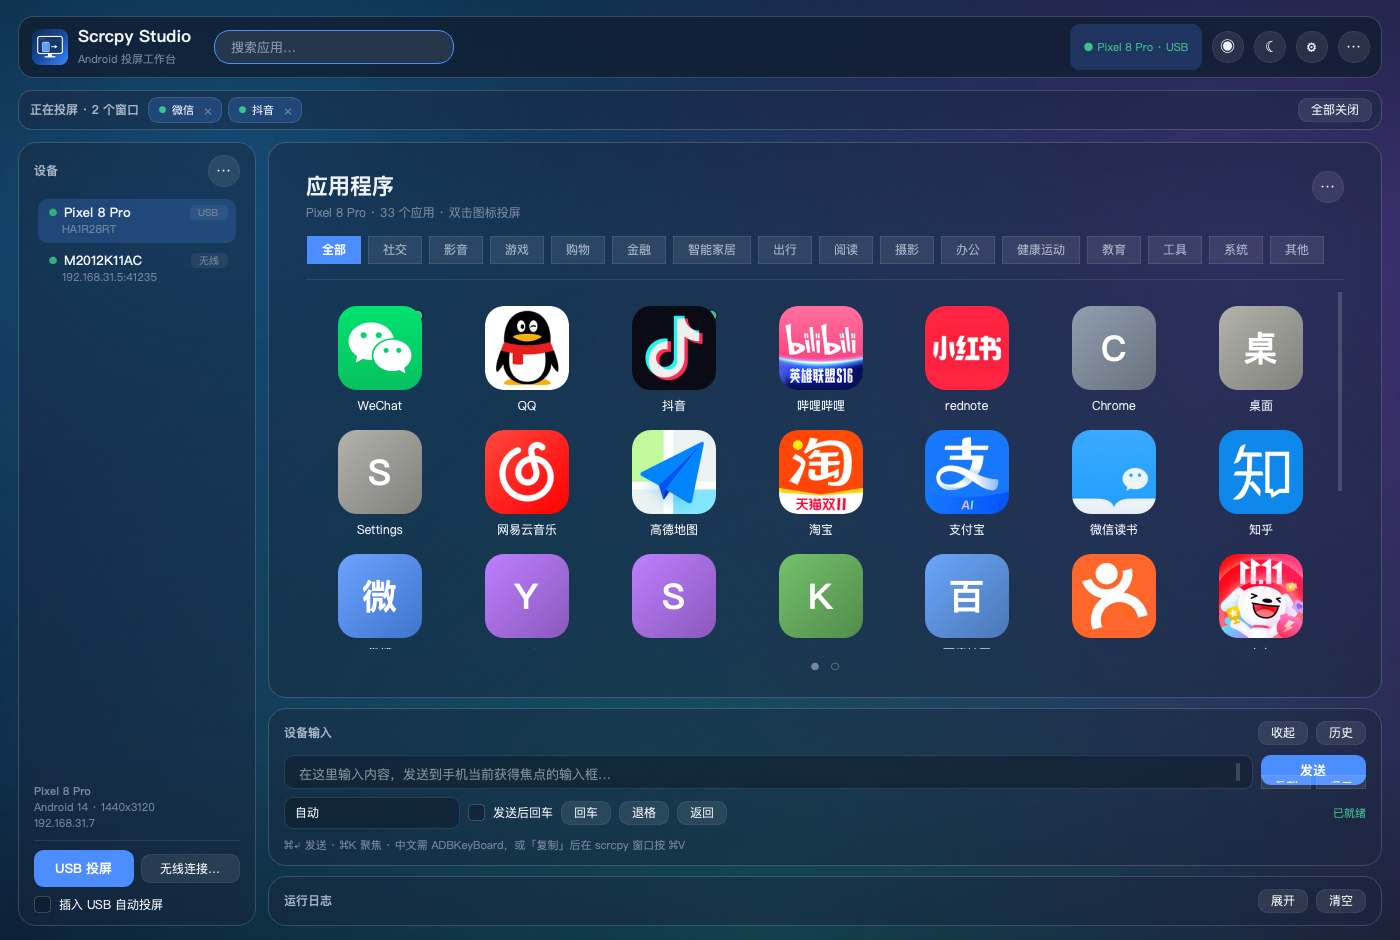 Scrcpy Studio
Android 投屏工作台
搜索应用...
Pixel 8 Pro · USB
正在投屏 · 2 个窗口
微信 ×
抖音 ×
全部关闭
设备
Pixel 8 Pro USB
HA1R28RT
M2012K11AC 无线
192.168.31.5:41235
应用程序
Pixel 8 Pro · 33 个应用 · 双击图标投屏
全部 社交 影音 游戏 购物 金融 智能家居 出行 阅读 摄影 办公 健康运动 教育 工具 系统 其他
bilibili
英雄联盟S16
小红书
C
桌
WeChat QQ 抖音 哔哩哔哩 rednote Chrome 桌面
S
淘
天猫双11
支
AI
知
Settings 网易云音乐 高德地图 淘宝 支付宝 微信读书 知乎
微 Y S K 百
11.11
设备输入
收起 历史
在这里输入内容，发送到手机当前获得焦点的输入框...
发送
自动
发送后回车 回车 退格 返回
已就绪
⌘↵ 发送 · ⌘K 聚焦 · 中文需 ADBKeyBoard，或「复制」后在 scrcpy 窗口按 ⌘V
Pixel 8 Pro
Android 14 · 1440x3120
192.168.31.7
USB 投屏 无线连接...
插入 USB 自动投屏
运行日志
展开 清空